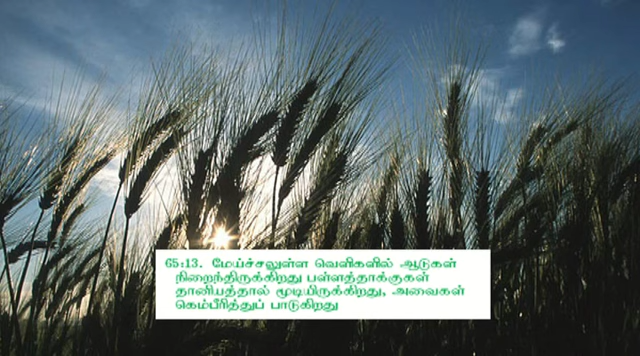 65:13. மேய்ச்சலுள்ள வெளிகளில் ஆடுகள்
நிறைந்திருக்கிறது பள்ளத்தாக்குகள்
தானியத்தால் மூடியிருக்கிறது, அவைகள்
கெம்பீரித்துப் பாடுகிறது